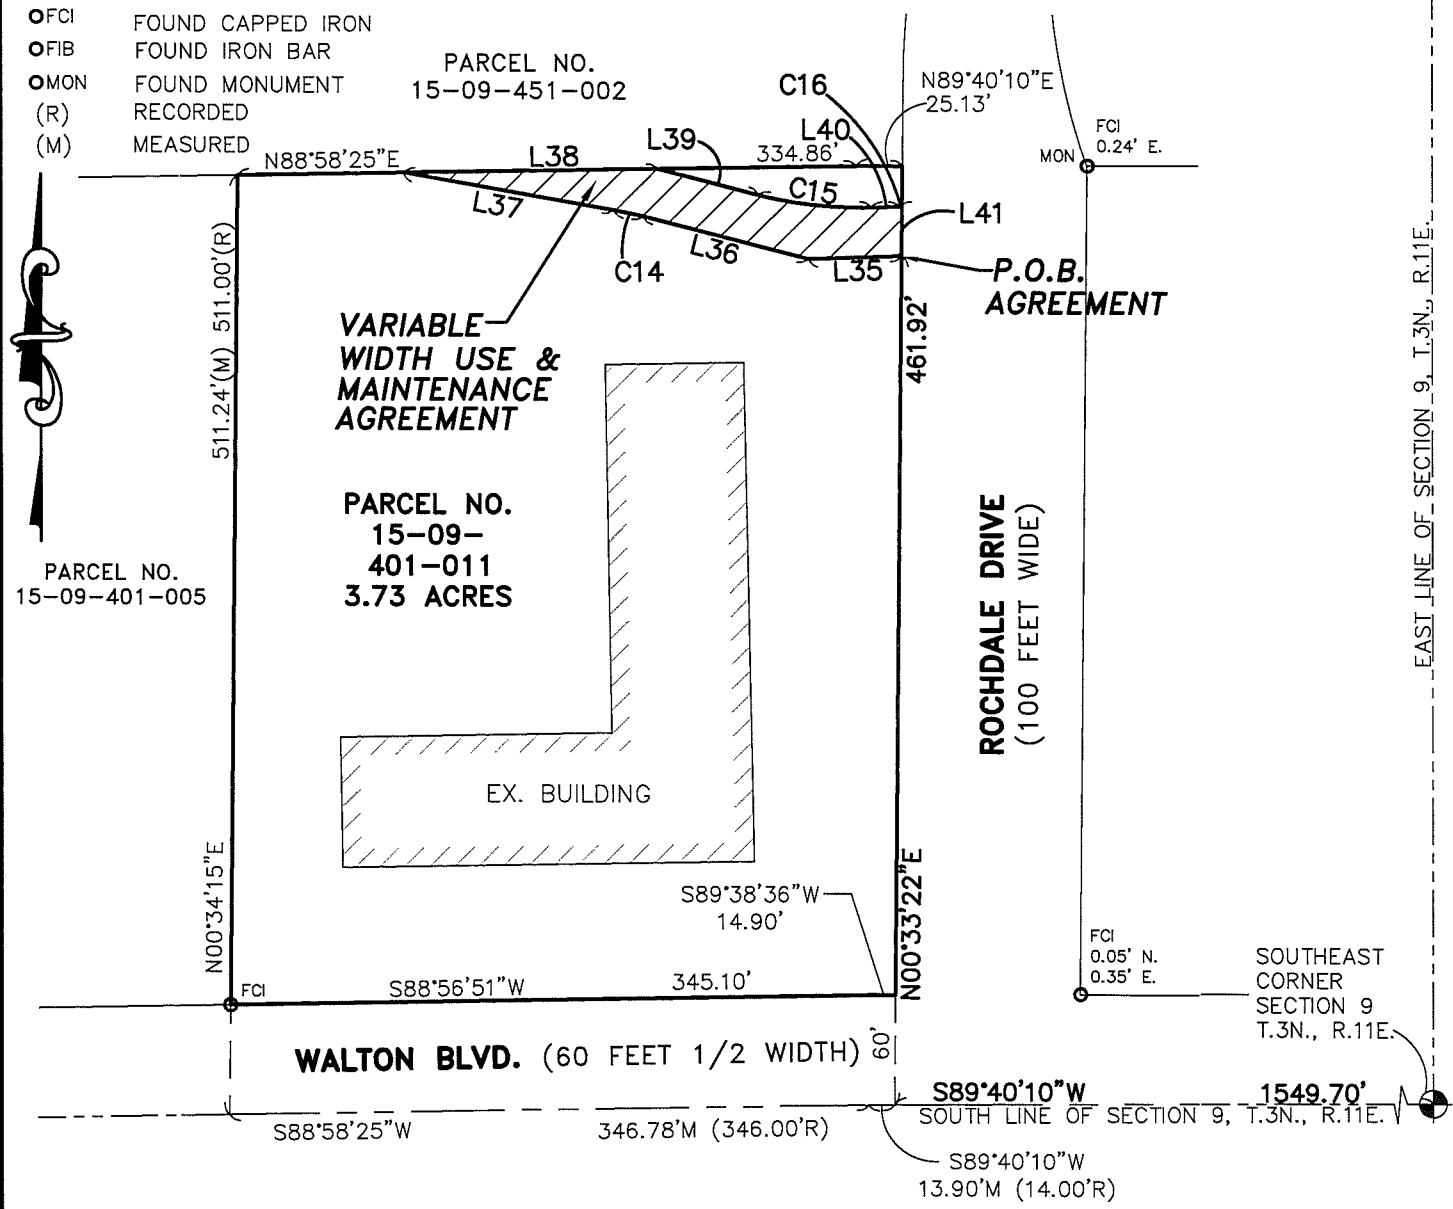 FCI FOUND CAPPED IRON
FIB FOUND IRON BAR
MON FOUND MONUMENT
(R) RECORDED
(M) MEASURED
PARCEL NO.
15-09-451-002
C16
N89°40'10"E
25.13'
FCI
0.24' E.
MON
L40
L39
334.86'
N88°58'25"E
L38
C15
L37
L41
L36
C14
L35
P.O.B.
AGREEMENT
VARIABLE
WIDTH USE &
MAINTENANCE
AGREEMENT
511.24'(M) 511.00'(R)
461.92'
EAST LINE OF SECTION 9, T.3N., R.11E.
PARCEL NO.
15-09-
401-011
3.73 ACRES
PARCEL NO.
15-09-401-005
ROCHDALE DRIVE
(100 FEET WIDE)
EX. BUILDING
N00°34'15"E
S89°38'36"W
14.90'
N00°33'22"E
FCI
0.05' N.
0.35' E.
SOUTHEAST
CORNER
SECTION 9
T.3N., R.11E.
FCI
S88°56'51"W
345.10'
WALTON BLVD. (60 FEET 1/2 WIDTH)
60'
S89°40'10"W 1549.70'
SOUTH LINE OF SECTION 9, T.3N., R.11E.
S88°58'25"W
346.78'M (346.00'R)
S89°40'10"W
13.90'M (14.00'R)